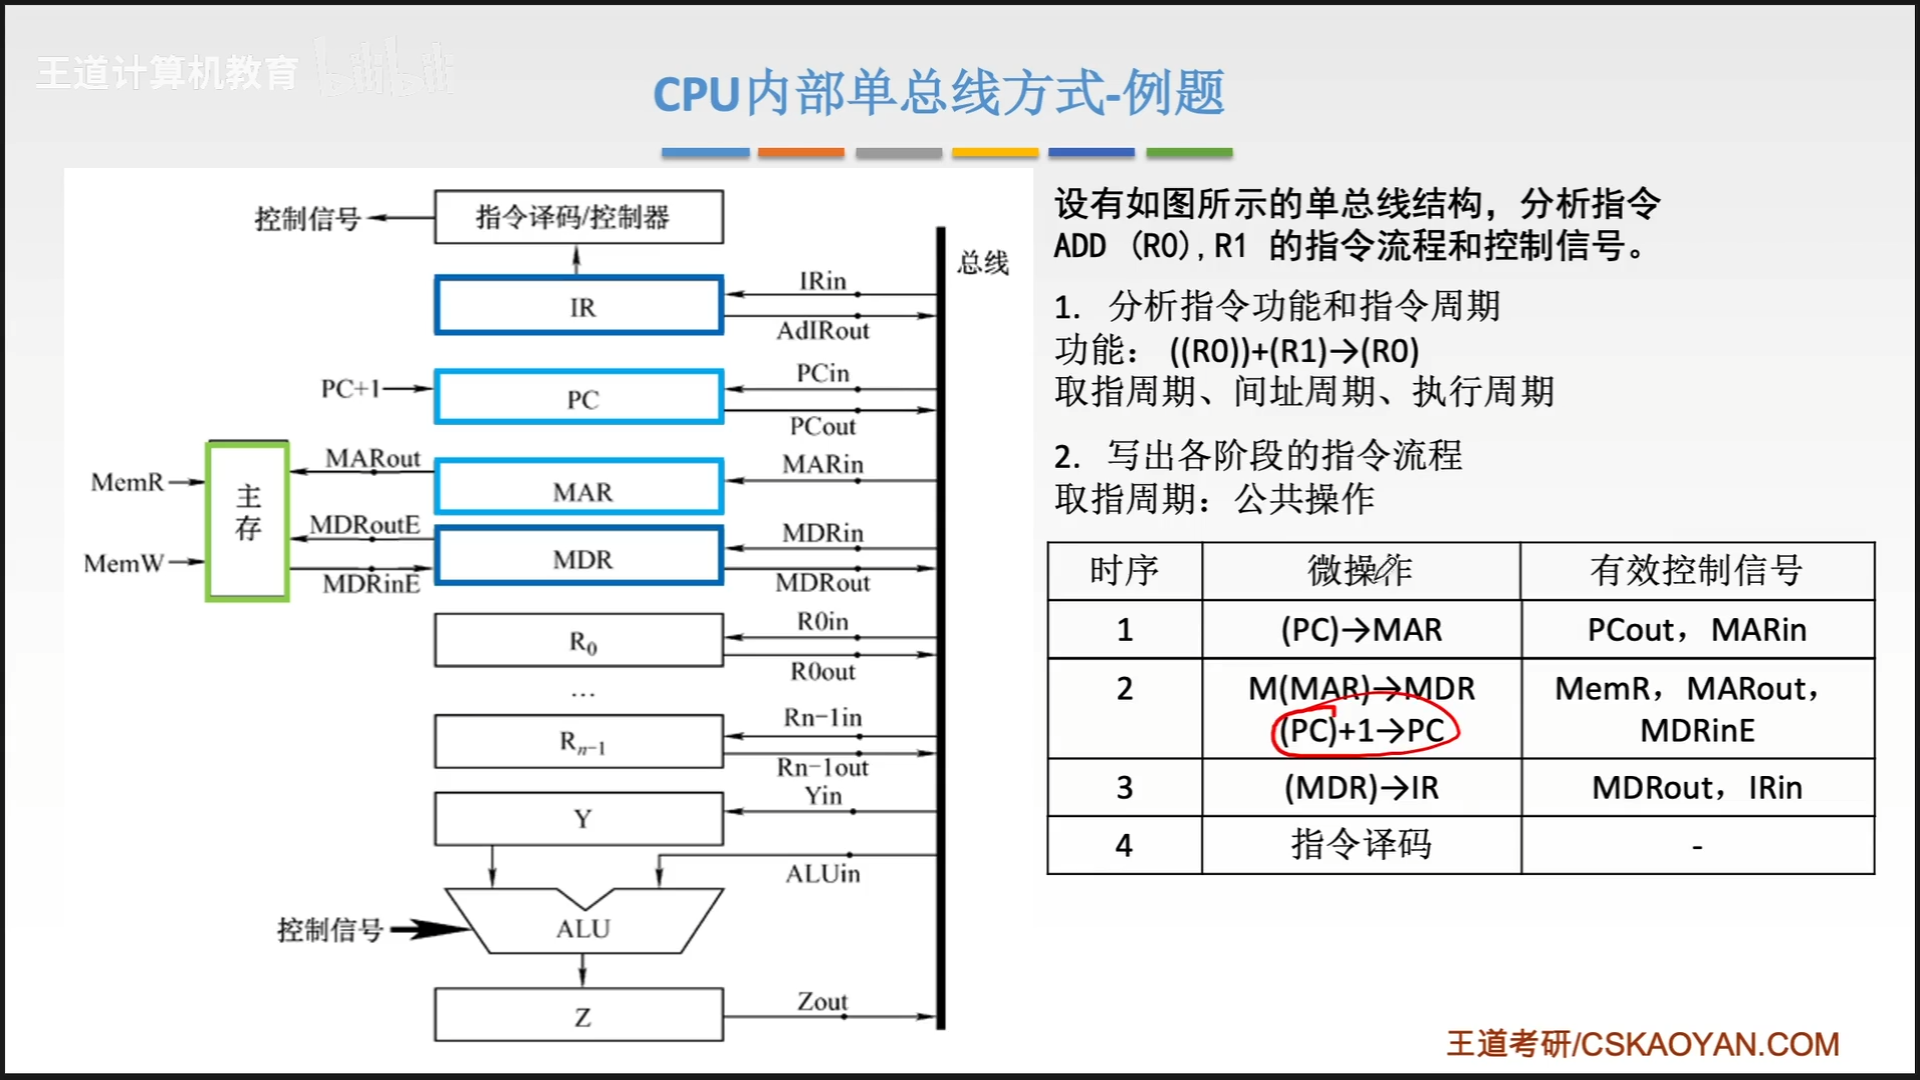 王道计算机教育 bilibili
CPU内部单总线方式-例题
控制信号
指令译码/控制器
总线
IR
IRin
AdIRout
PC+1
PC
PCin
PCout
MemR
MemW
主存
MARout
MAR
MARin
MDRoutE
MDRinE
MDR
MDRin
MDRout
R0
R0in
R0out
...
Rn-1
Rn-1in
Rn-1out
Y
Yin
ALUin
控制信号
ALU
Z
Zout
设有如图所示的单总线结构，分析指令
ADD (R0),R1 的指令流程和控制信号。
1. 分析指令功能和指令周期
功能： ((R0))+(R1)→(R0)
取指周期、间址周期、执行周期
2. 写出各阶段的指令流程
取指周期：公共操作
时序 微操作 有效控制信号
1 (PC)→MAR PCout，MARin
2 M(MAR)→MDR MemR，MARout，
(PC)+1→PC MDRinE
3 (MDR)→IR MDRout，IRin
4 指令译码 -
王道考研/CSKAOYAN.COM